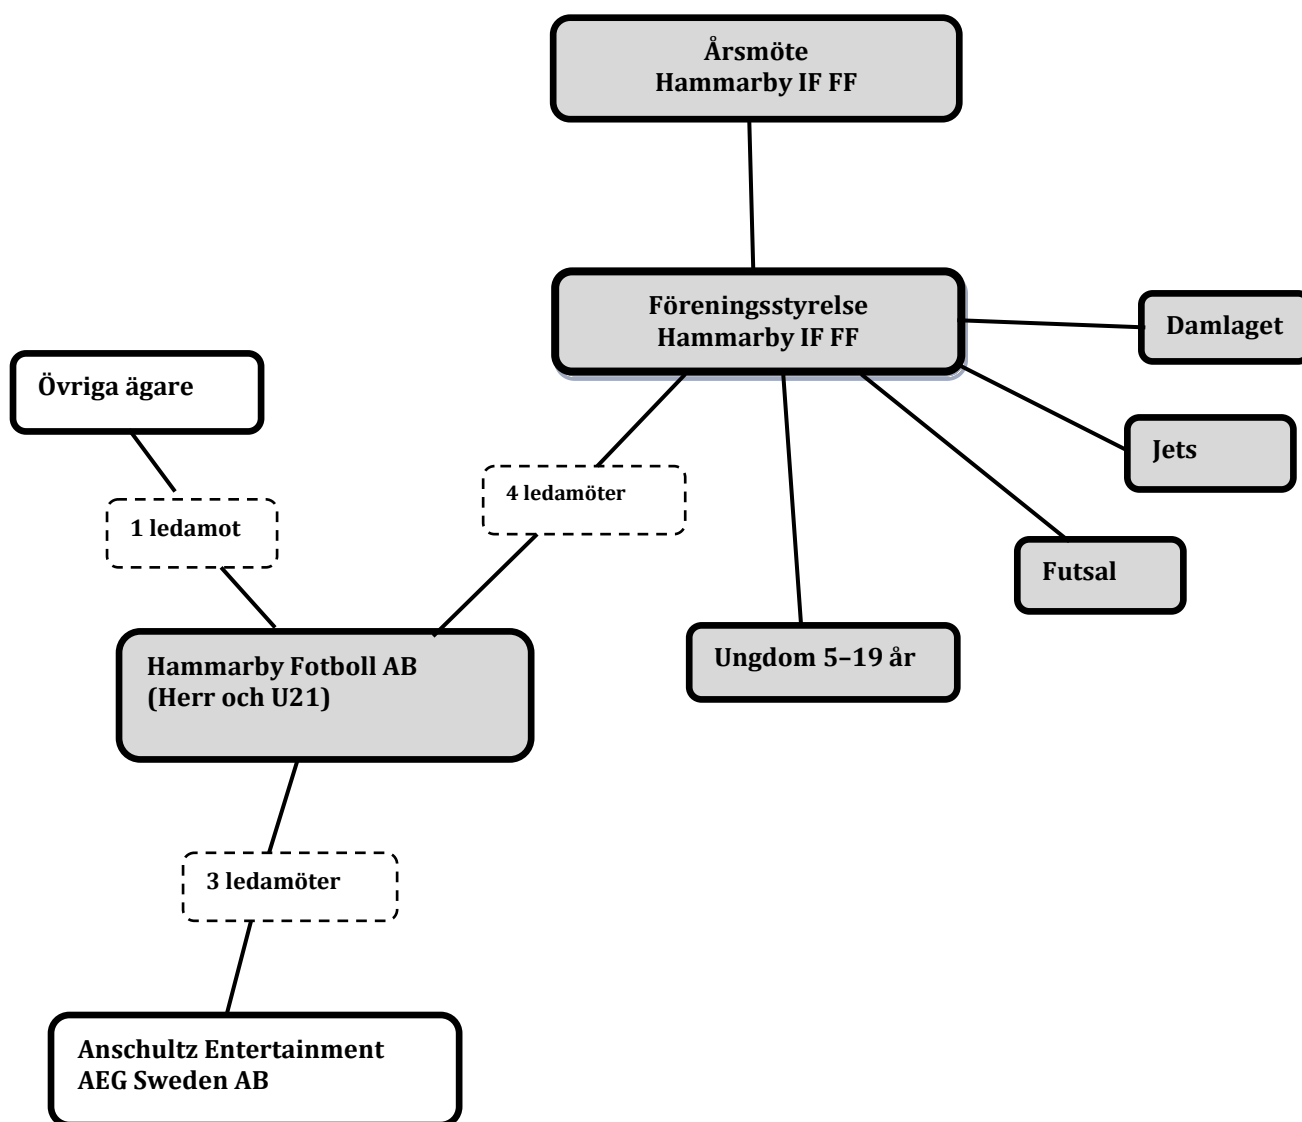 Årsmöte
Hammarby IF FF
Föreningsstyrelse
Hammarby IF FF
Damlaget
Övriga ägare
Jets
4 ledamöter
1 ledamot
Futsal
Ungdom 5–19 år
Hammarby Fotboll AB
(Herr och U21)
3 ledamöter
Anschultz Entertainment
AEG Sweden AB